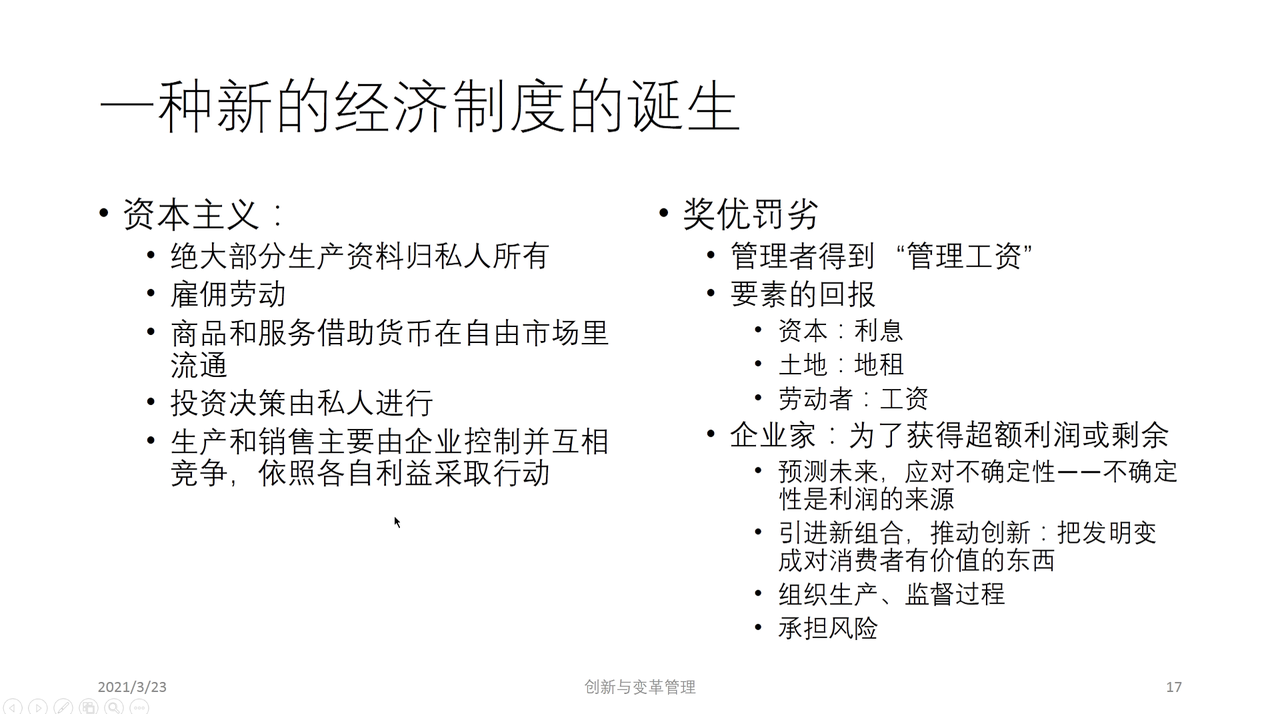 一种新的经济制度的诞生
• 资本主义：
• 绝大部分生产资料归私人所有
• 雇佣劳动
• 商品和服务借助货币在自由市场里
流通
• 投资决策由私人进行
• 生产和销售主要由企业控制并互相
竞争，依照各自利益采取行动
• 奖优罚劣
• 管理者得到 “管理工资”
• 要素的回报
• 资本：利息
• 土地：地租
• 劳动者：工资
• 企业家：为了获得超额利润或剩余
• 预测未来，应对不确定性——不确定
性是利润的来源
• 引进新组合，推动创新：把发明变
成对消费者有价值的东西
• 组织生产、监督过程
• 承担风险
2021/3/23
创新与变革管理
17